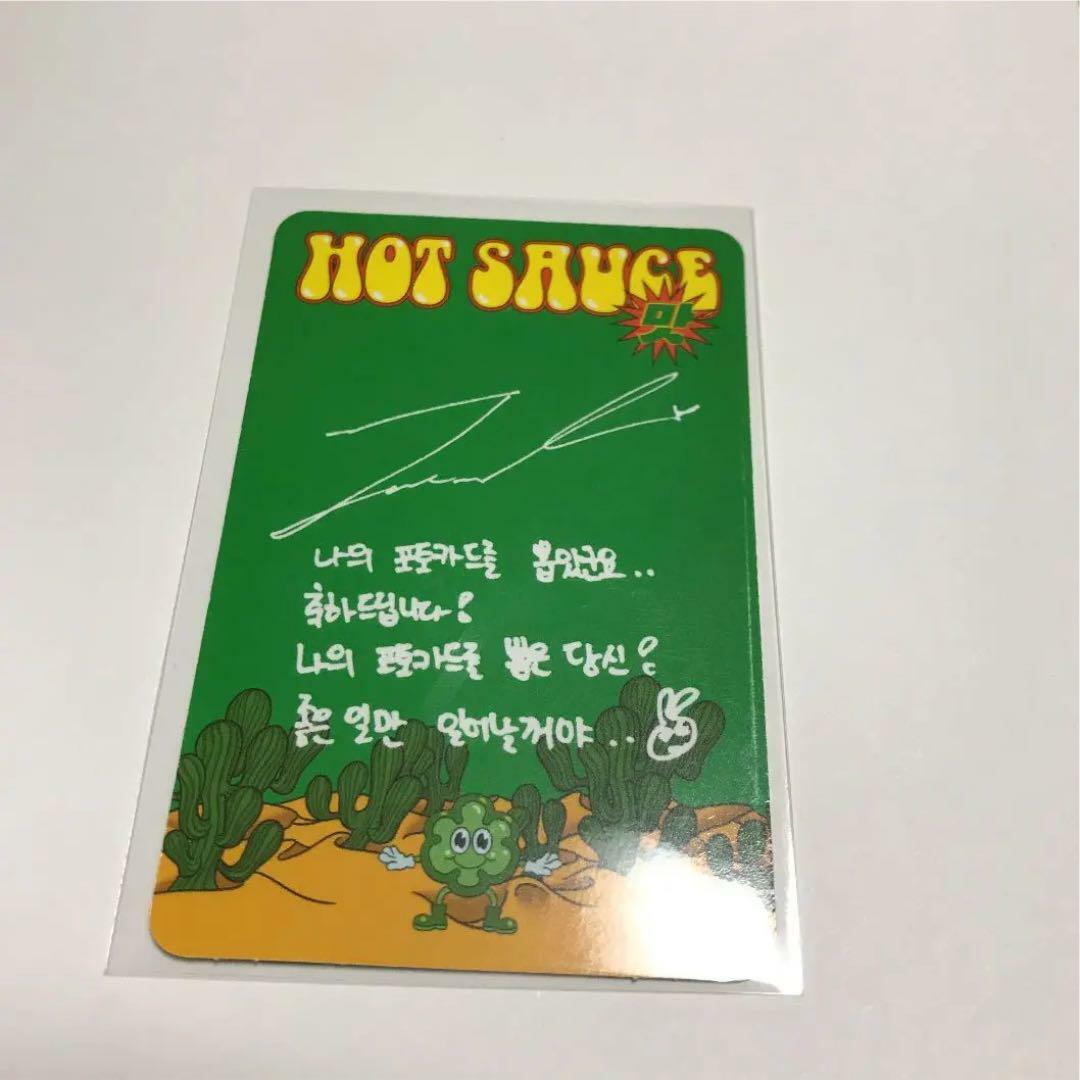 HOT SAUCE
맛
나의 포토카드를 뽑았군요..
축하드립니다!
나의 포토카드를 뽑은 당신!
좋은 일만 일어날꺼야..